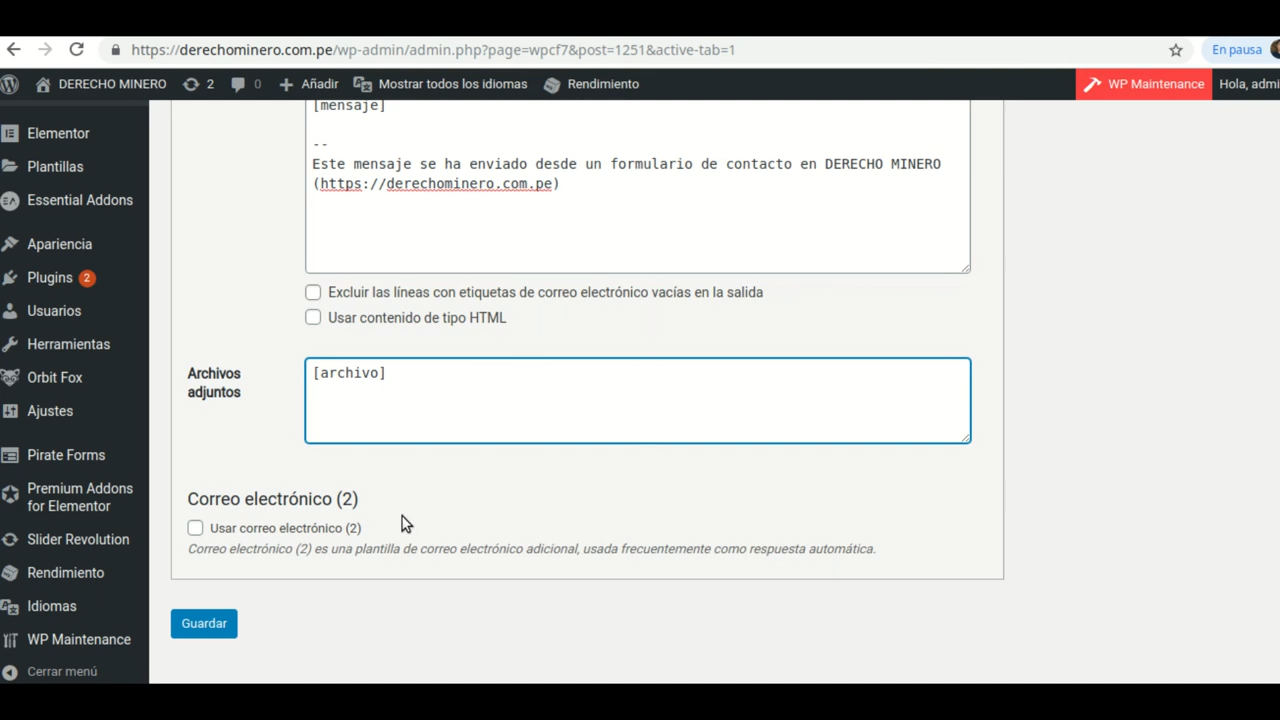 https://derechominero.com.pe/wp-admin/admin.php?page=wpcf7&post=1251&active-tab=1
En pausa
DERECHO MINERO
2
0
Añadir
Mostrar todos los idiomas
Rendimiento
WP Maintenance
Hola, admi
Elementor
Plantillas
Essential Addons
Apariencia
Plugins 2
Usuarios
Herramientas
Orbit Fox
Ajustes
Pirate Forms
Premium Addons
for Elementor
Slider Revolution
Rendimiento
Idiomas
WP Maintenance
Cerrar menú
[mensaje]
--
Este mensaje se ha enviado desde un formulario de contacto en DERECHO MINERO
(https://derechominero.com.pe)
Excluir las líneas con etiquetas de correo electrónico vacías en la salida
Usar contenido de tipo HTML
Archivos
adjuntos
[archivo]
Correo electrónico (2)
Usar correo electrónico (2)
Correo electrónico (2) es una plantilla de correo electrónico adicional, usada frecuentemente como respuesta automática.
Guardar